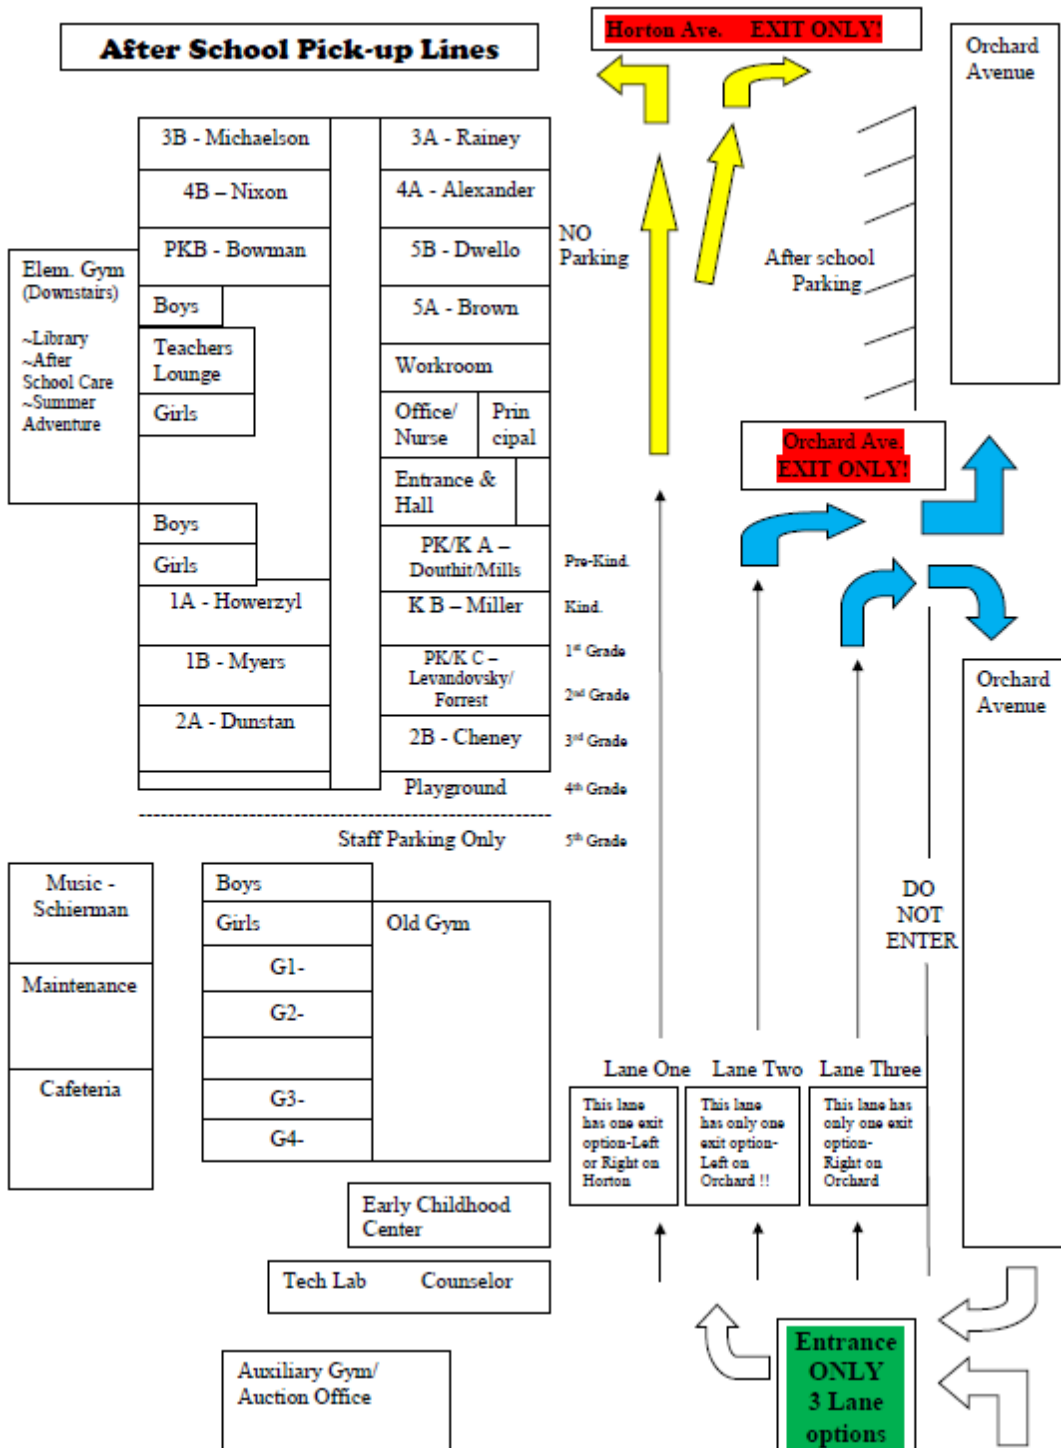 After School Pick-up Lines
Horton Ave. EXIT ONLY!
Orchard
Avenue
3B - Michaelson
3A - Rainey
4B – Nixon
4A - Alexander
PKB - Bowman
5B - Dwello
NO
Parking
After school
Parking
Elem. Gym
(Downstairs)
~Library
~After
School Care
~Summer
Adventure
Boys
5A - Brown
Teachers
Lounge
Workroom
Girls
Office/
Nurse
Prin
cipal
Orchard Ave.
EXIT ONLY!
Entrance &
Hall
Boys
Girls
PK/K A –
Douthit/Mills
Pre-Kind.
1A - Howerzyl
K B – Miller
Kind.
1B - Myers
PK/K C –
Levandovsky/
Forrest
1st Grade
2nd Grade
Orchard
Avenue
2A - Dunstan
2B - Cheney
3rd Grade
Playground
4th Grade
Staff Parking Only
5th Grade
Music -
Schierman
Boys
Girls
Old Gym
DO
NOT
ENTER
G1-
Maintenance
G2-
Cafeteria
G3-
G4-
Lane One
Lane Two
Lane Three
This lane
has one exit
option-Left
or Right on
Horton
This lane
has only one
exit option-
Left on
Orchard !!
This lane has
only one exit
option-
Right on
Orchard
Early Childhood
Center
Tech Lab Counselor
Entrance
ONLY
3 Lane
options
Auxiliary Gym/
Auction Office